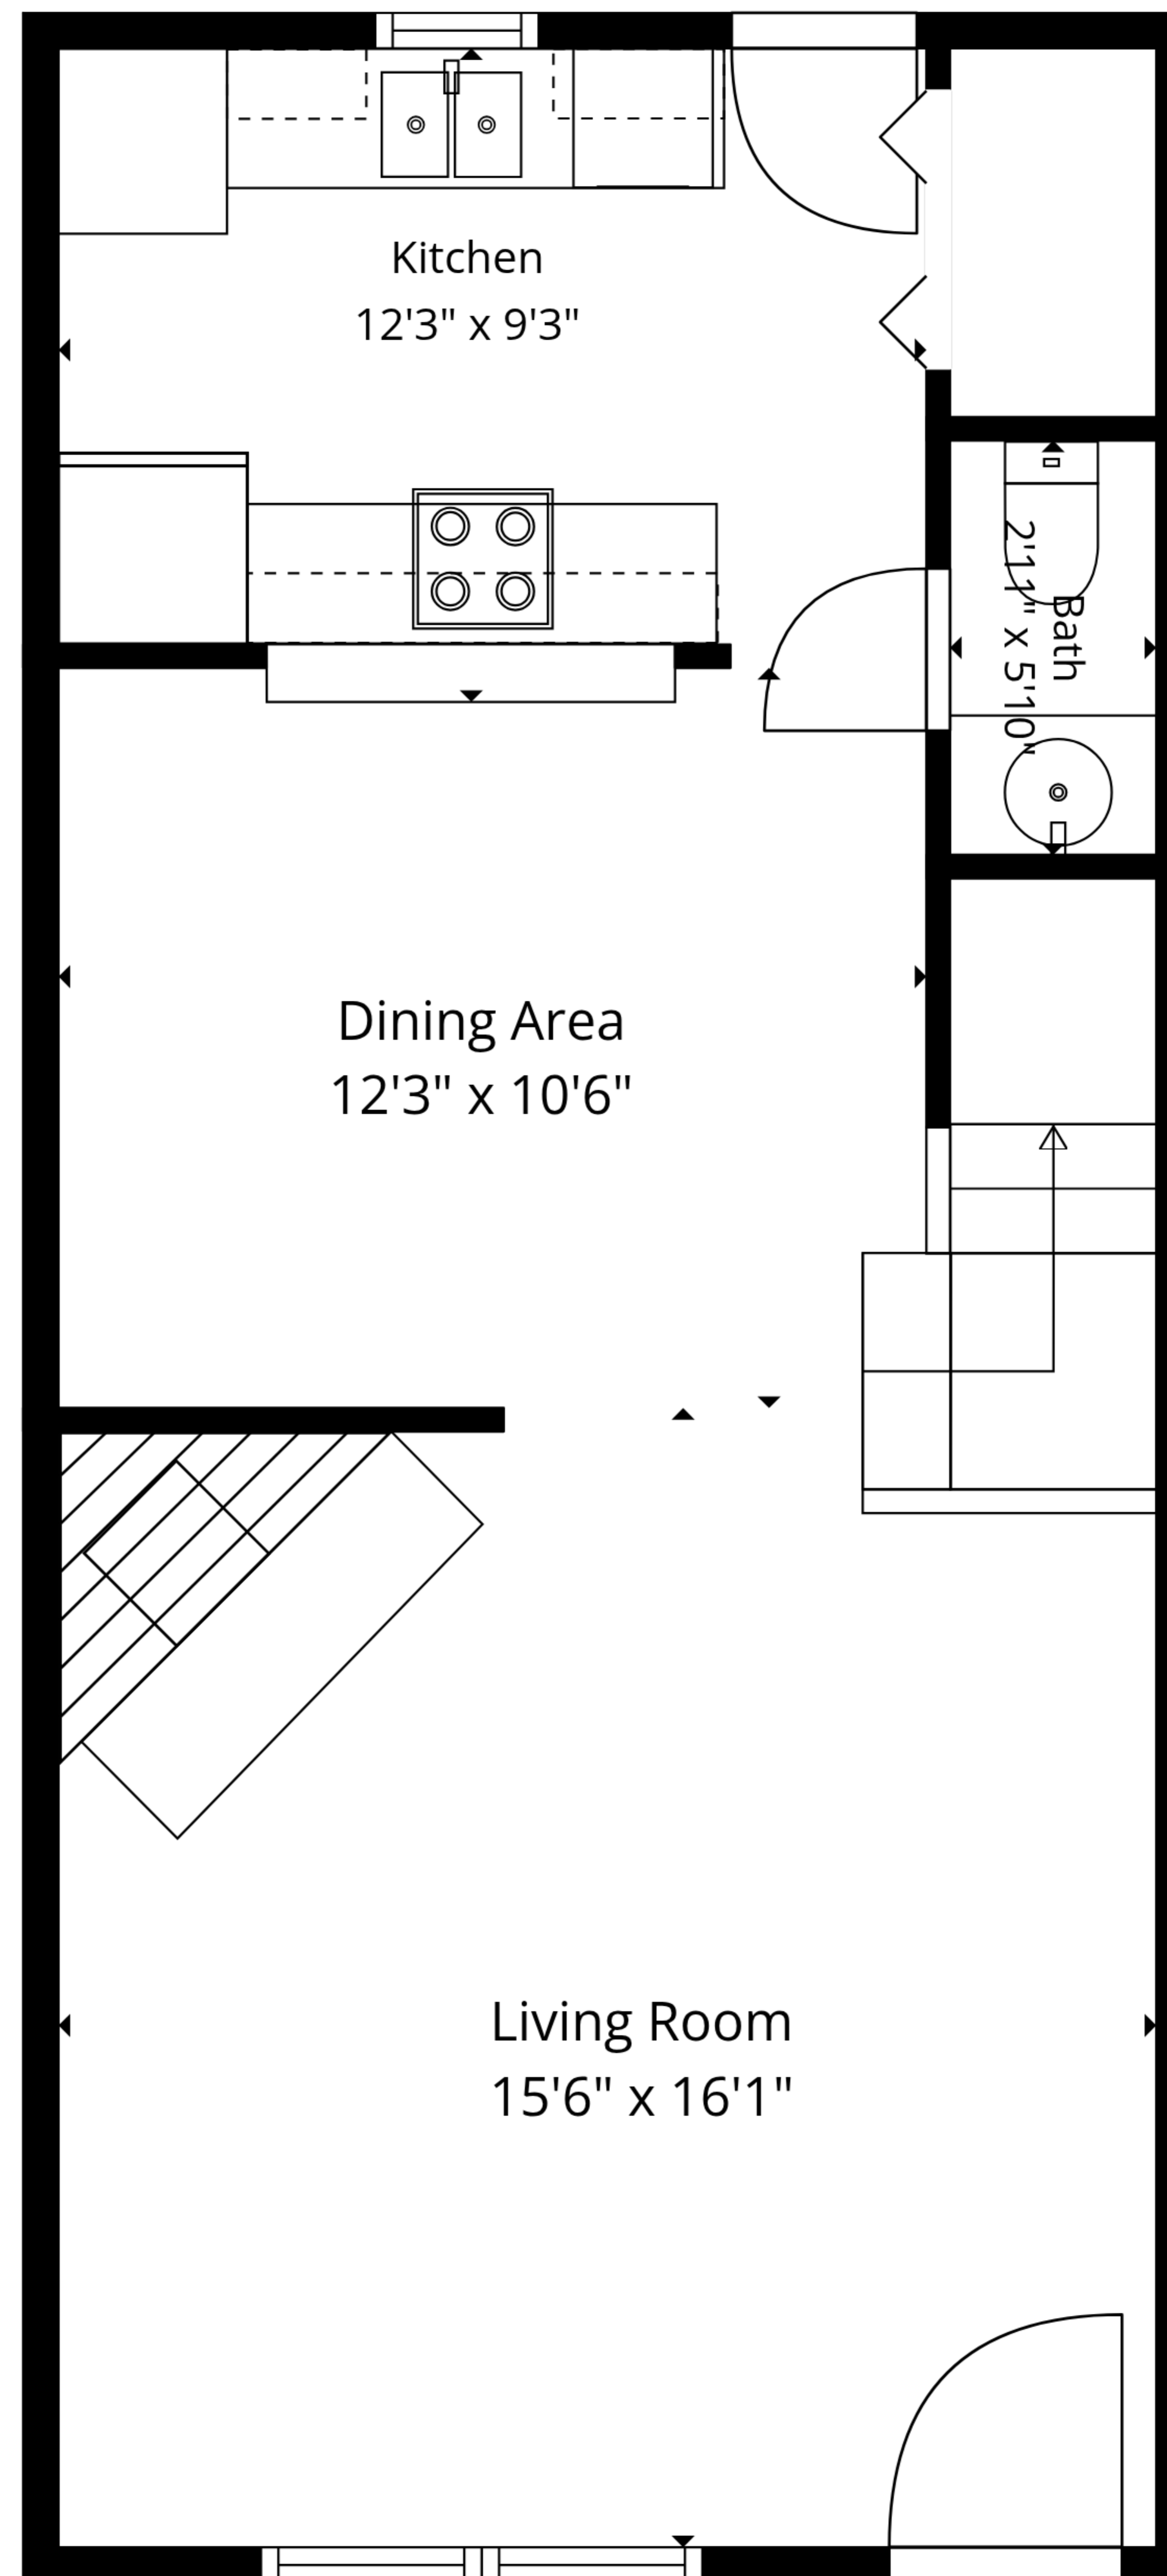 Kitchen
12'3" x 9'3"
Bath
2'11" x 5'10"
Dining Area
12'3" x 10'6"
Living Room
15'6" x 16'1"